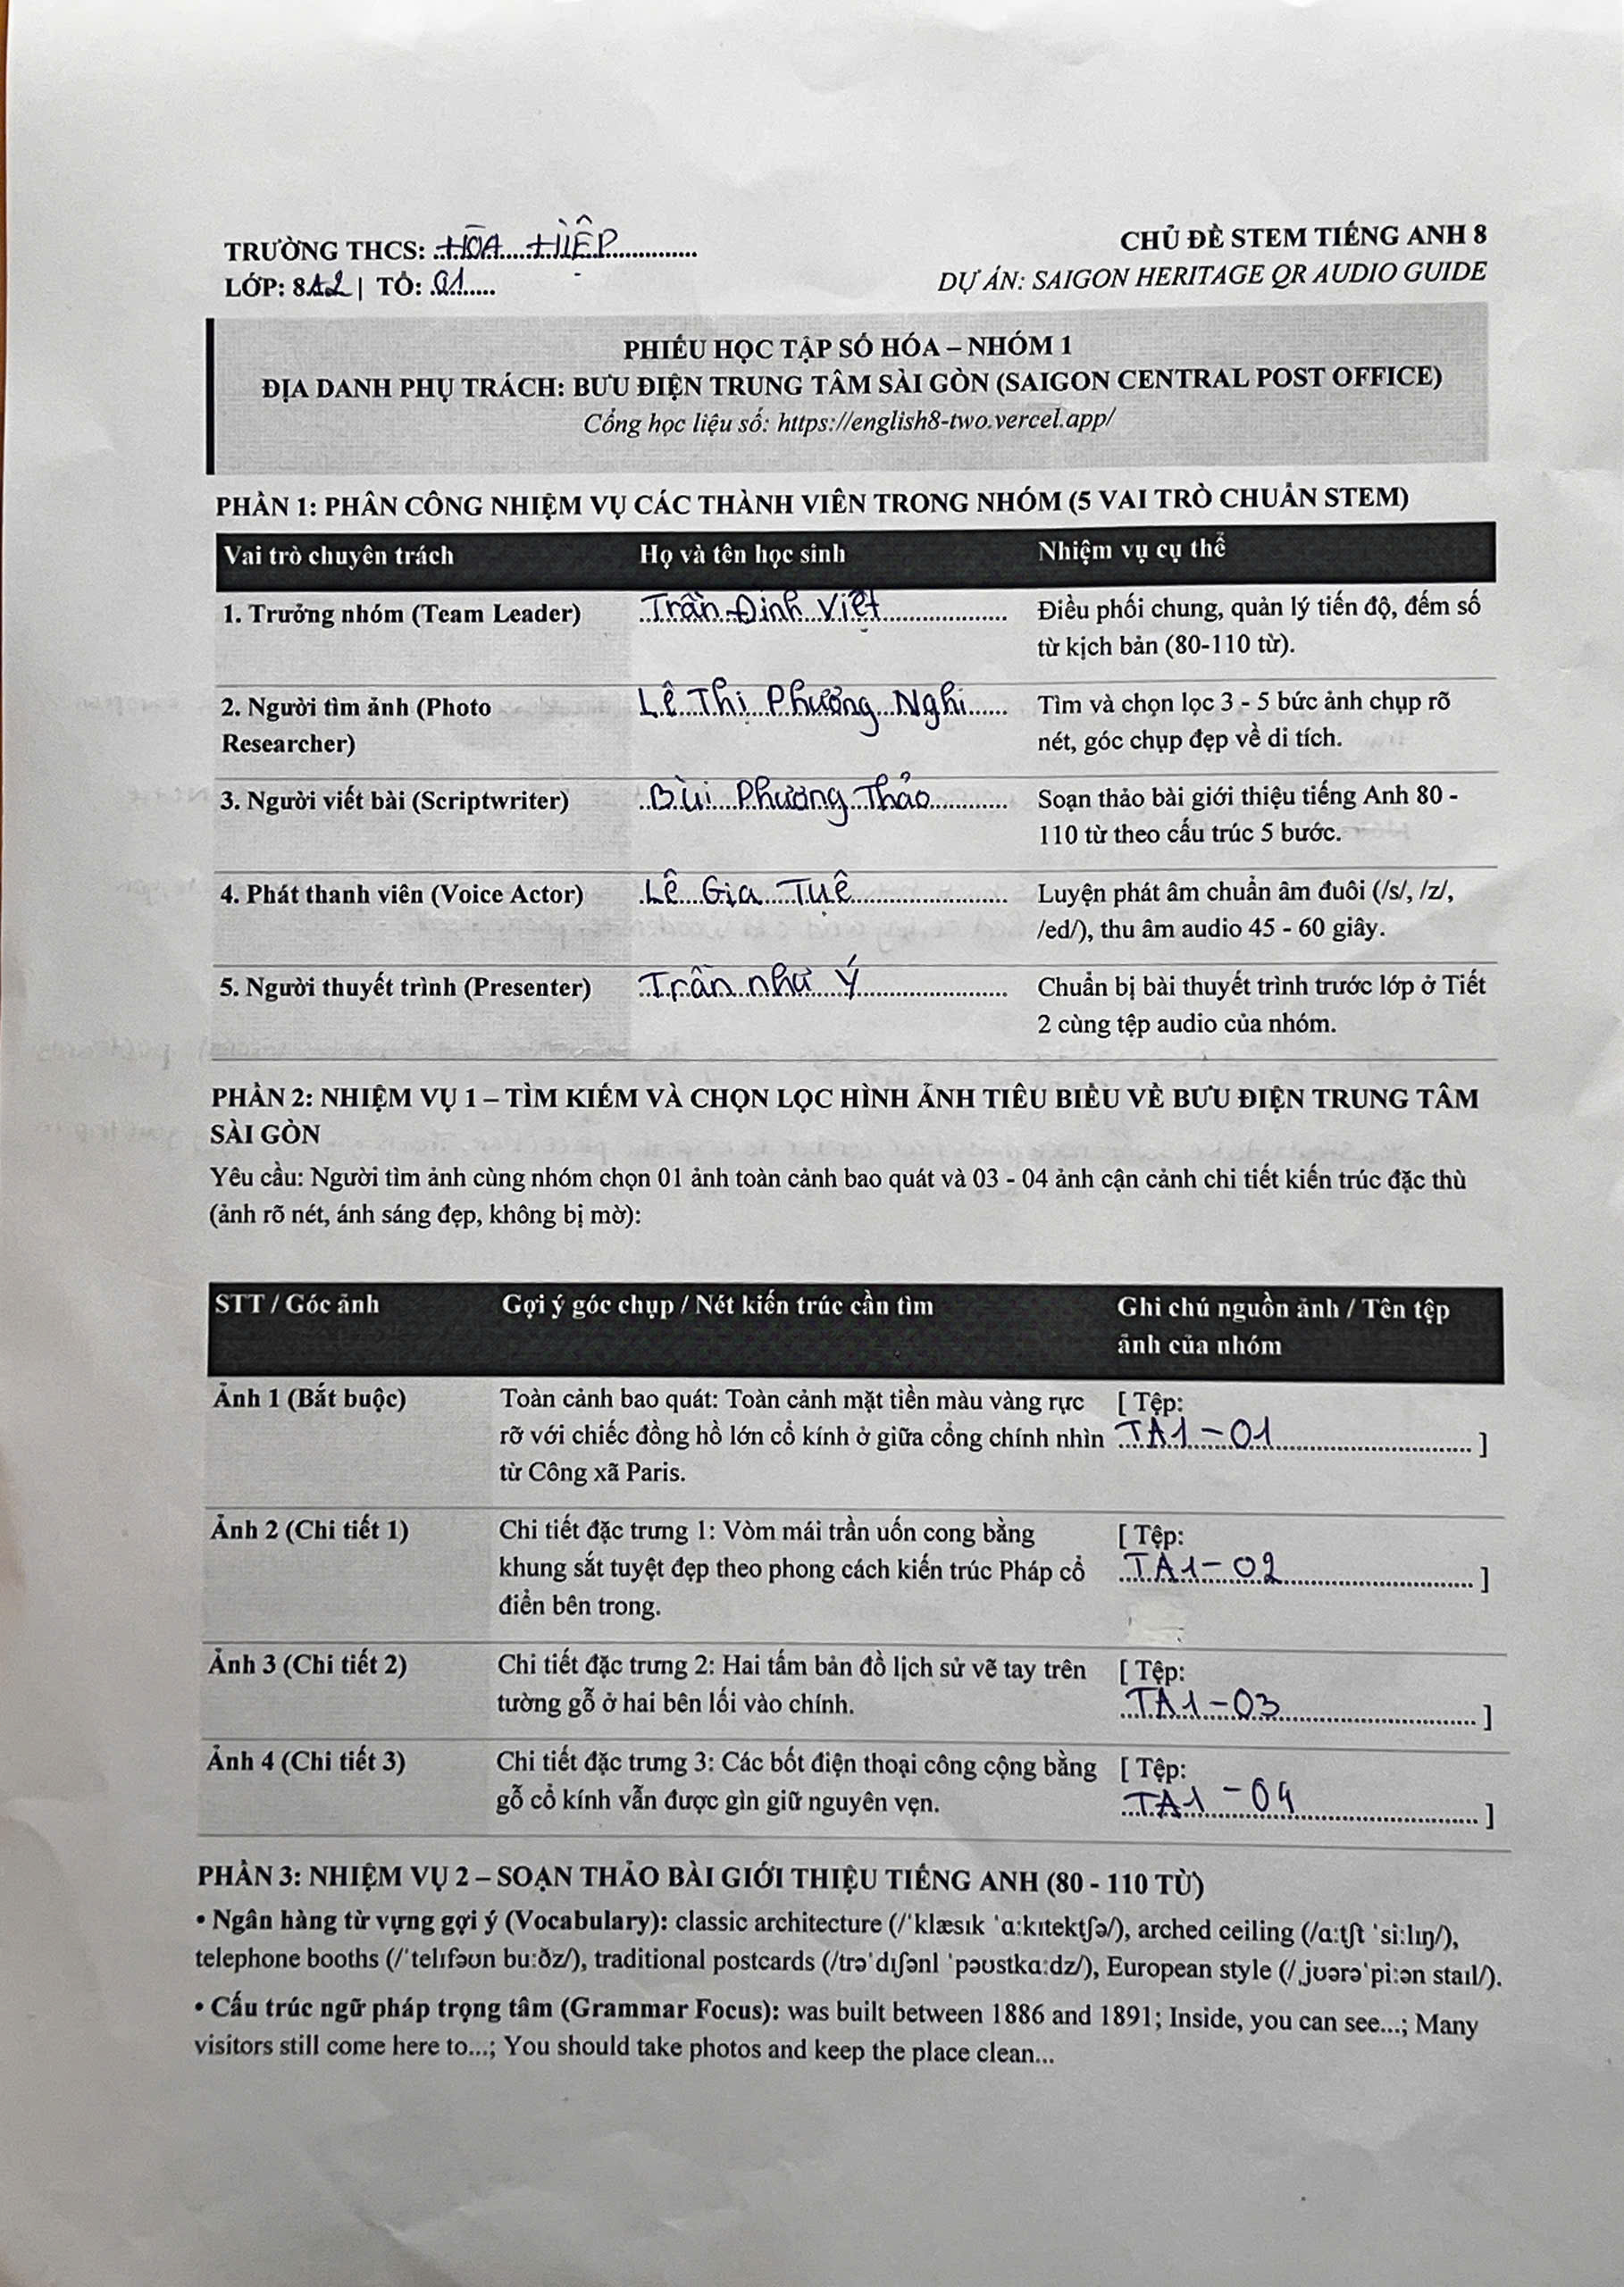 TRƯỜNG THCS: HÒA HIỆP
CHỦ ĐỀ STEM TIẾNG ANH 8
LỚP: 8A2 | TỔ: 01
DỰ ÁN: SAIGON HERITAGE QR AUDIO GUIDE
PHIẾU HỌC TẬP SỐ HÓA – NHÓM 1
ĐỊA DANH PHỤ TRÁCH: BƯU ĐIỆN TRUNG TÂM SÀI GÒN (SAIGON CENTRAL POST OFFICE)
Cổng học liệu số: https://english8-two.vercel.app/
PHẦN 1: PHÂN CÔNG NHIỆM VỤ CÁC THÀNH VIÊN TRONG NHÓM (5 VAI TRÒ CHUẨN STEM)
Vai trò chuyên trách Họ và tên học sinh Nhiệm vụ cụ thể
1. Trưởng nhóm (Team Leader) Trần Đình Việt Điều phối chung, quản lý tiến độ, đếm số
từ kịch bản (80-110 từ).
2. Người tìm ảnh (Photo Lê Thị Phượng Nghi Tìm và chọn lọc 3 - 5 bức ảnh chụp rõ
Researcher) nét, góc chụp đẹp về di tích.
3. Người viết bài (Scriptwriter) Bùi Phương Thảo Soạn thảo bài giới thiệu tiếng Anh 80 -
110 từ theo cấu trúc 5 bước.
4. Phát thanh viên (Voice Actor) Lê Gia Tuệ Luyện phát âm chuẩn âm đuôi (/s/, /z/,
/ed/), thu âm audio 45 - 60 giây.
5. Người thuyết trình (Presenter) Trần như Ý Chuẩn bị bài thuyết trình trước lớp ở Tiết
2 cùng tệp audio của nhóm.
PHẦN 2: NHIỆM VỤ 1 – TÌM KIẾM VÀ CHỌN LỌC HÌNH ẢNH TIÊU BIỂU VỀ BƯU ĐIỆN TRUNG TÂM
SÀI GÒN
Yêu cầu: Người tìm ảnh cùng nhóm chọn 01 ảnh toàn cảnh bao quát và 03 - 04 ảnh cận cảnh chi tiết kiến trúc đặc thù
(ảnh rõ nét, ánh sáng đẹp, không bị mờ):
STT / Góc ảnh Gợi ý góc chụp / Nét kiến trúc cần tìm Ghi chú nguồn ảnh / Tên tệp
ảnh của nhóm
Ảnh 1 (Bắt buộc) Toàn cảnh bao quát: Toàn cảnh mặt tiền màu vàng rực [ Tệp:
rỡ với chiếc đồng hồ lớn cổ kính ở giữa cổng chính nhìn TA1-01 ]
từ Công xã Paris.
Ảnh 2 (Chi tiết 1) Chi tiết đặc trưng 1: Vòm mái trần uốn cong bằng [ Tệp:
khung sắt tuyệt đẹp theo phong cách kiến trúc Pháp cổ TA1-02 ]
điển bên trong.
Ảnh 3 (Chi tiết 2) Chi tiết đặc trưng 2: Hai tấm bản đồ lịch sử vẽ tay trên [ Tệp:
tường gỗ ở hai bên lối vào chính. TA1-03 ]
Ảnh 4 (Chi tiết 3) Chi tiết đặc trưng 3: Các bốt điện thoại công cộng bằng [ Tệp:
gỗ cổ kính vẫn được gìn giữ nguyên vẹn. TA1-04 ]
PHẦN 3: NHIỆM VỤ 2 – SOẠN THẢO BÀI GIỚI THIỆU TIẾNG ANH (80 - 110 TỪ)
• Ngân hàng từ vựng gợi ý (Vocabulary): classic architecture (/ˈklæsɪk ˈɑːkɪtektʃə/), arched ceiling (/ɑːtʃt ˈsiːlɪŋ/),
telephone booths (/ˈtelɪfəʊn buːðz/), traditional postcards (/trəˈdɪʃənl ˈpəʊstkɑːdz/), European style (/ˌjʊərəˈpiːən staɪl/).
• Cấu trúc ngữ pháp trọng tâm (Grammar Focus): was built between 1886 and 1891; Inside, you can see...; Many
visitors still come here to...; You should take photos and keep the place clean...